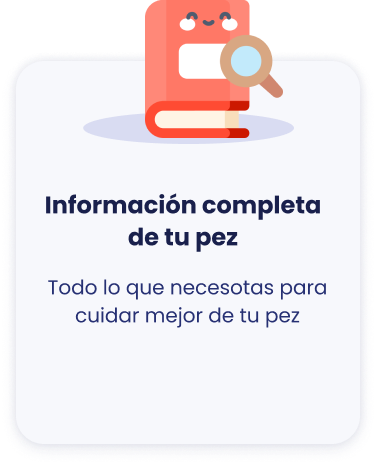 Información completa
de tu pez
Todo lo que necesotas para
cuidar mejor de tu pez